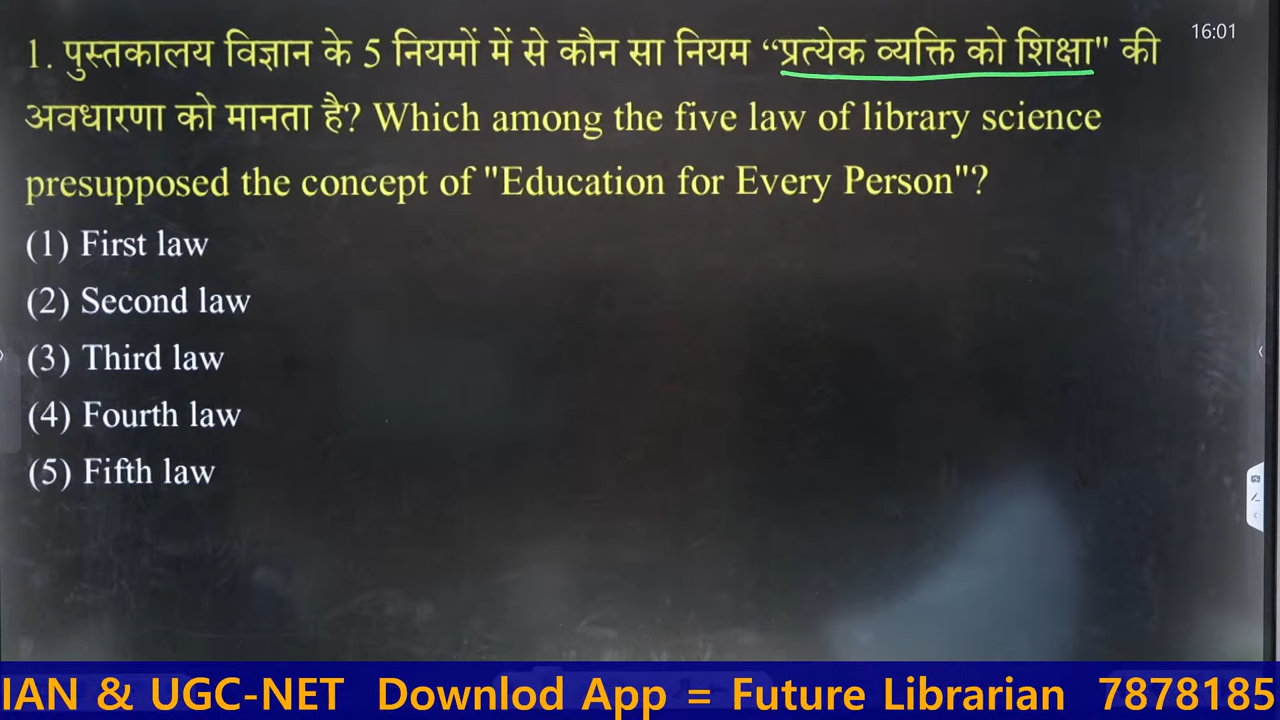 16:01
1. पुस्तकालय विज्ञान के 5 नियमों में से कौन सा नियम “प्रत्येक व्यक्ति को शिक्षा" की
अवधारणा को मानता है? Which among the five law of library science
presupposed the concept of "Education for Every Person"?
(1) First law
(2) Second law
(3) Third law
(4) Fourth law
(5) Fifth law
IAN & UGC-NET Downlod App = Future Librarian 7878185